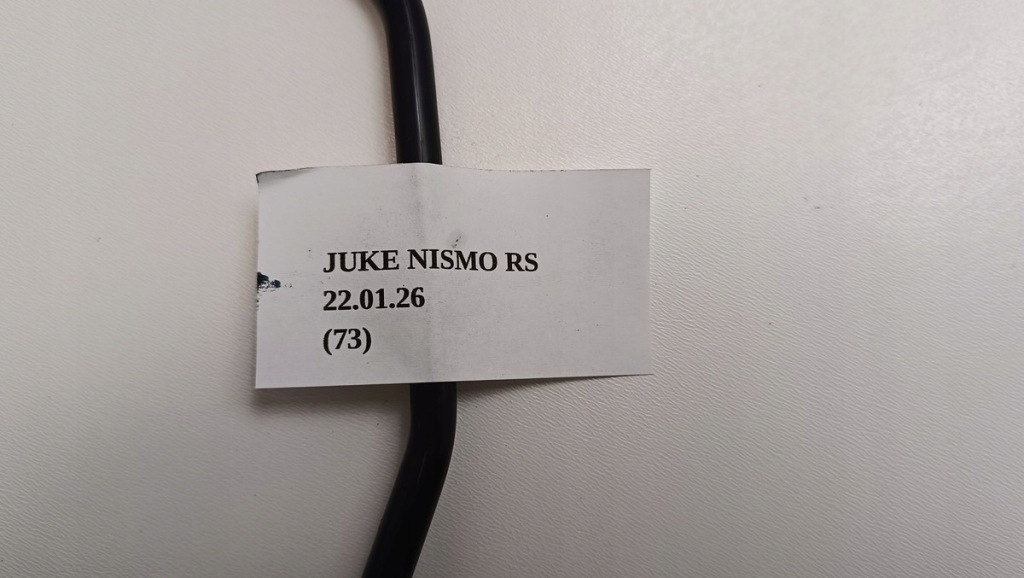 JUKE NISMO RS
22.01.26
(73)